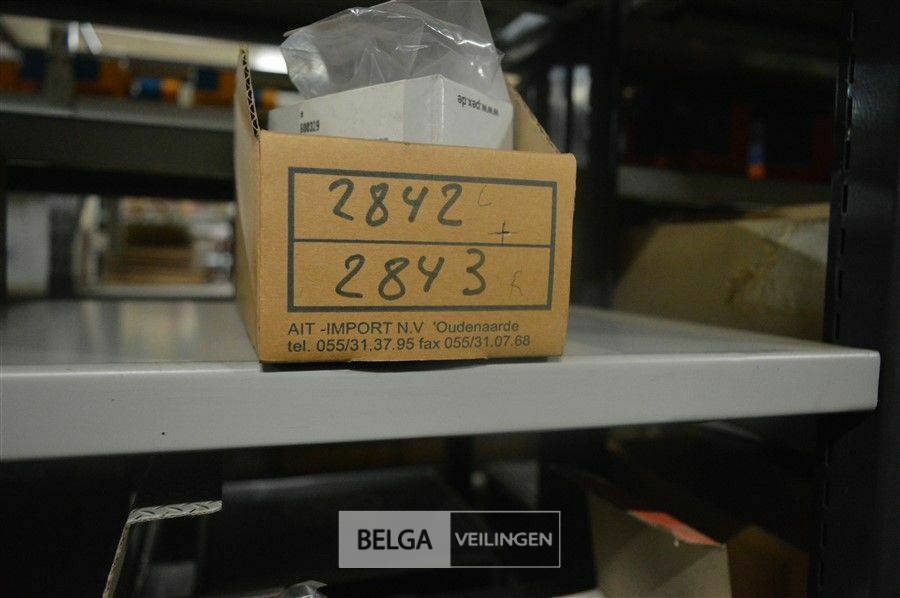 www.pex.de
2842 L
+
2843 R
AIT -IMPORT N.V 'Oudenaarde
tel. 055/31.37.95 fax 055/31.07.68
BELGA VEILINGEN